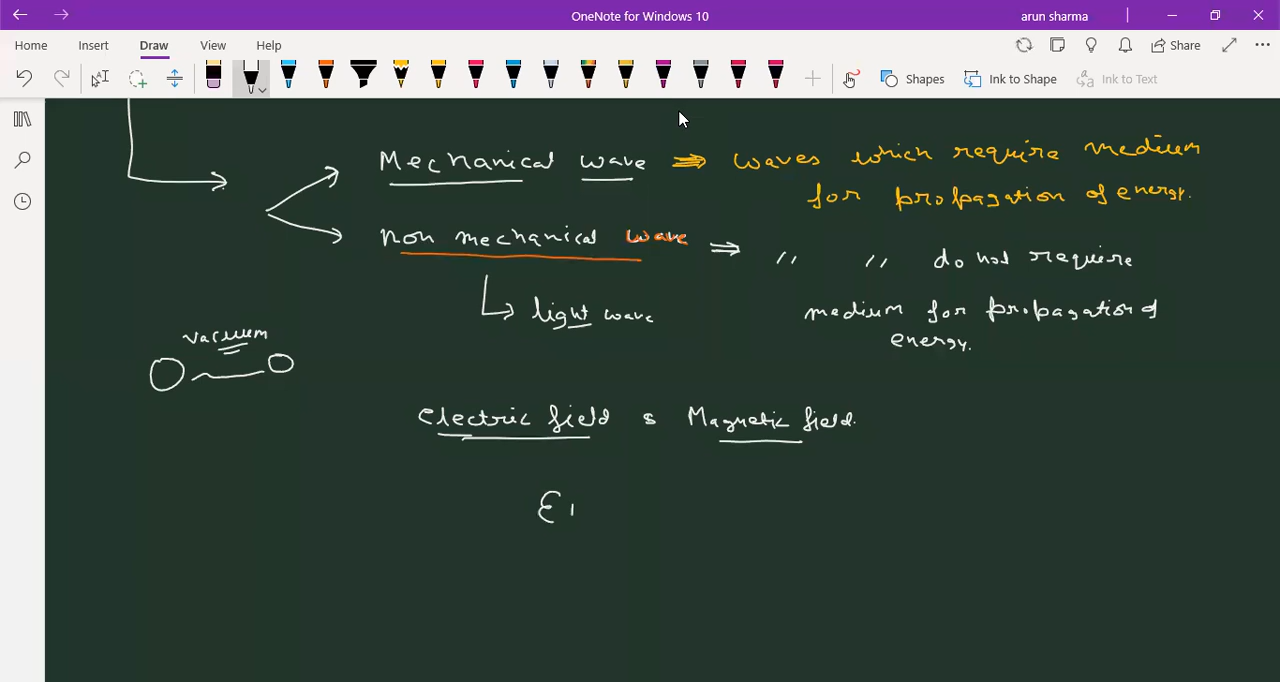 OneNote for Windows 10
arun sharma
Home Insert Draw View Help
Share
Shapes Ink to Shape Ink to Text
Mechanical wave ⇒ waves which require medium
for propagation of energy.
non mechanical wave ⇒ " " do not require
medium for propagation of
energy.
↳ light wave
vacuum
Electric field & Magnetic field.